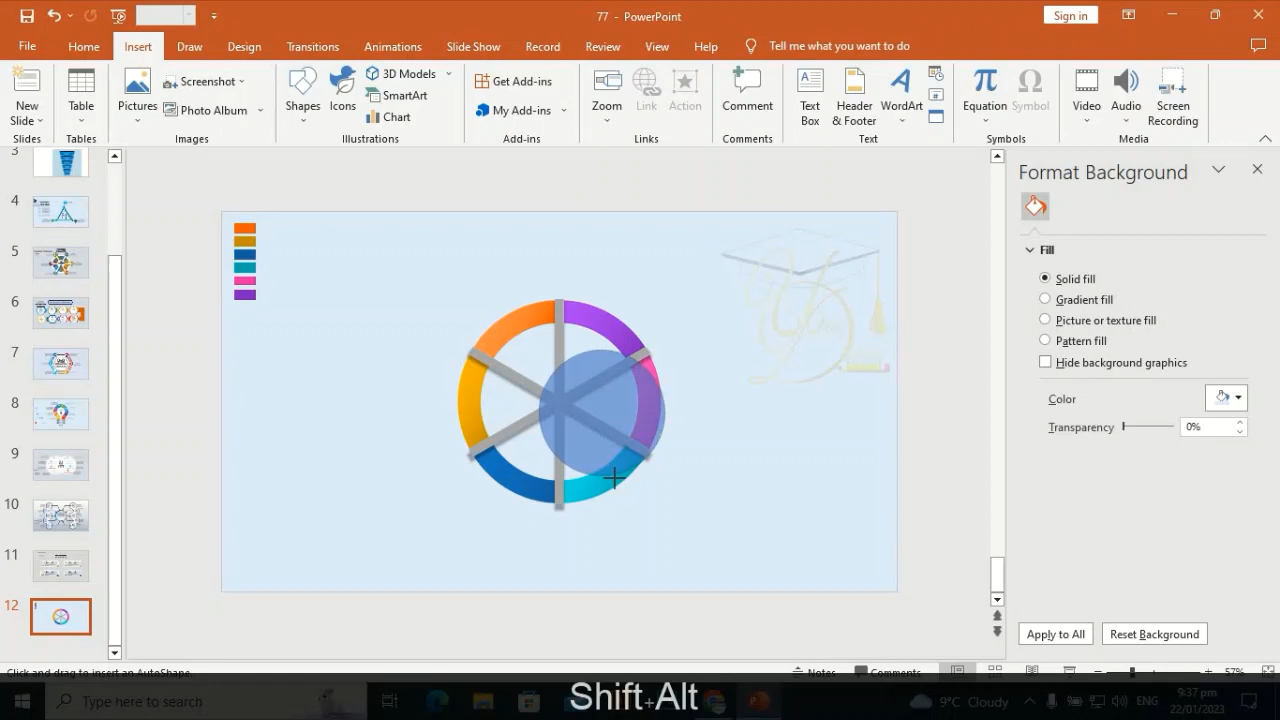 77 - PowerPoint
Sign in
File
Home
Insert
Draw
Design
Transitions
Animations
Slide Show
Record
Review
View
Help
Tell me what you want to do
New
Slide
Slides
Table
Tables
Pictures
Screenshot
Photo Album
Images
Shapes
Icons
3D Models
SmartArt
Chart
Illustrations
Get Add-ins
My Add-ins
Add-ins
Zoom
Link
Action
Links
Comment
Comments
Text
Box
Header
& Footer
WordArt
Text
Equation
Symbol
Symbols
Video
Audio
Screen
Recording
Media
3
4
5
6
7
8
9
10
11
12
Format Background
Fill
Solid fill
Gradient fill
Picture or texture fill
Pattern fill
Hide background graphics
Color
Transparency
0%
Apply to All
Reset Background
Click and drag to insert an AutoShape.
Notes
Comments
57%
Shift+Alt
Type here to search
9°C Cloudy
ENG
9:37 pm
22/01/2023